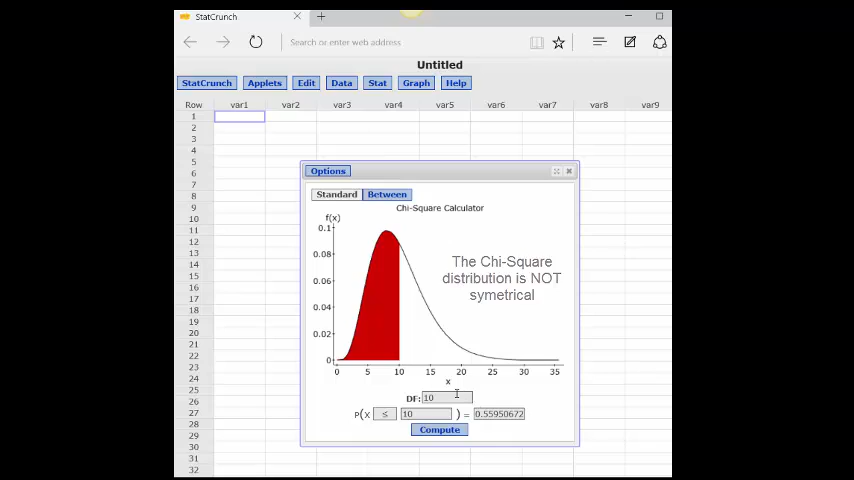 StatCrunch
Search or enter web address
Untitled
StatCrunch Applets Edit Data Stat Graph Help
Row var1 var2 var3 var4 var5 var6 var7 var8 var9
1
2
3
4
5
6
7
8
9
10
11
12
13
14
15
16
17
18
19
20
21
22
23
24
25
26
27
28
29
30
31
32
Options
Standard Between
Chi-Square Calculator
f(x)
0.1
0.08
0.06
0.04
0.02
0
The Chi-Square
distribution is NOT
symetrical
0 5 10 15 20 25 30 35
x
DF: 10
P(x ≤ 10 ) = 0.55950672
Compute